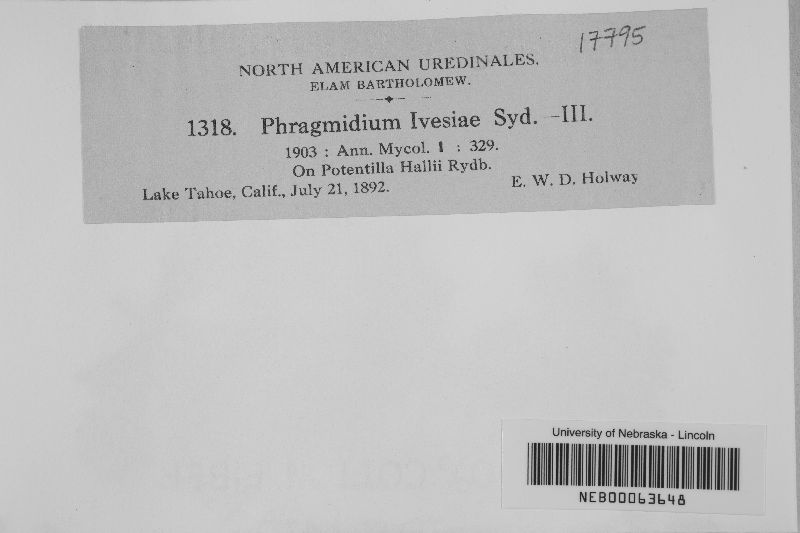 17795
NORTH AMERICAN UREDINALES.
ELAM BARTHOLOMEW.
1318. Phragmidium Ivesiae Syd. -III.
1903 : Ann. Mycol. 1 : 329.
On Potentilla Hallii Rydb.
Lake Tahoe, Calif., July 21, 1892. E. W. D. Holway
University of Nebraska - Lincoln
NEB00063648